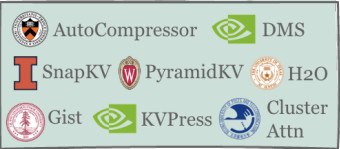 AutoCompressor DMS
SnapKV PyramidKV H2O
Gist KVPress Cluster
Attn